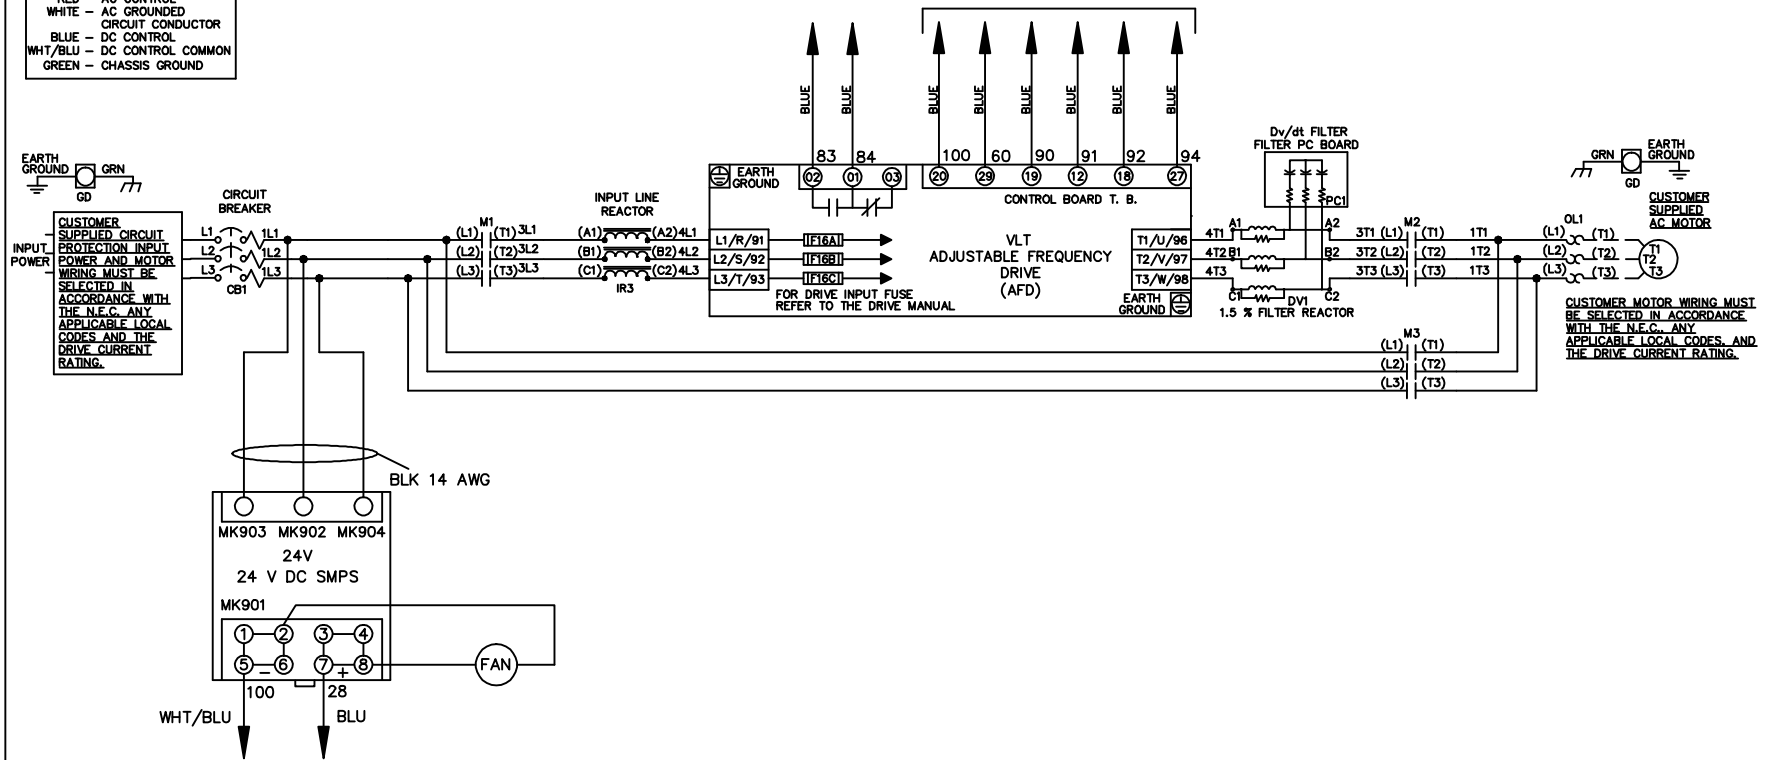 RED – AC CONTROL
WHITE – AC GROUNDED
CIRCUIT CONDUCTOR
BLUE – DC CONTROL
WHT/BLU – DC CONTROL COMMON
GREEN – CHASSIS GROUND
BLUE BLUE BLUE BLUE BLUE BLUE BLUE BLUE
83 84 100 60 90 91 92 94
02 01 03 20 29 19 12 18 27
CONTROL BOARD T. B.
EARTH
GROUND
GRN
GD
INPUT
POWER
CUSTOMER
SUPPLIED CIRCUIT
PROTECTION INPUT
POWER AND MOTOR
WIRING MUST BE
SELECTED IN
ACCORDANCE WITH
THE N.E.C. ANY
APPLICABLE LOCAL
CODES AND THE
DRIVE CURRENT
RATING.
CIRCUIT
BREAKER
L1 1L1
L2 1L2
L3 1L3
CB1
M1
(L1) (T1) 3L1
(L2) (T2) 3L2
(L3) (T3) 3L3
INPUT LINE
REACTOR
(A1) (A2) 4L1
(B1) (B2) 4L2
(C1) (C2) 4L3
IR3
EARTH
GROUND
L1/R/91 F16A
L2/S/92 F16B
L3/T/93 F16C
FOR DRIVE INPUT FUSE
REFER TO THE DRIVE MANUAL
VLT
ADJUSTABLE FREQUENCY
DRIVE
(AFD)
T1/U/96
T2/V/97
T3/W/98
EARTH
GROUND
Dv/dt FILTER
FILTER PC BOARD
PC1
4T1 A1 A2
4T2 B1 B2
4T3
C1 DV1 C2
1.5 % FILTER REACTOR
M2
3T1 (L1) (T1) 1T1
3T2 (L2) (T2) 1T2
3T3 (L3) (T3) 1T3
M3
(L1) (T1)
(L2) (T2)
(L3) (T3)
GRN
EARTH
GROUND
GD
CUSTOMER
SUPPLIED
AC MOTOR
OL1
(L1) (T1) T1
(L2) (T2) T2
(L3) (T3) T3
CUSTOMER MOTOR WIRING MUST
BE SELECTED IN ACCORDANCE
WITH THE N.E.C., ANY
APPLICABLE LOCAL CODES, AND
THE DRIVE CURRENT RATING.
BLK 14 AWG
MK903 MK902 MK904
24V
24 V DC SMPS
MK901
1 2 3 4
5 6 7 8
– +
FAN
100 28
WHT/BLU BLU